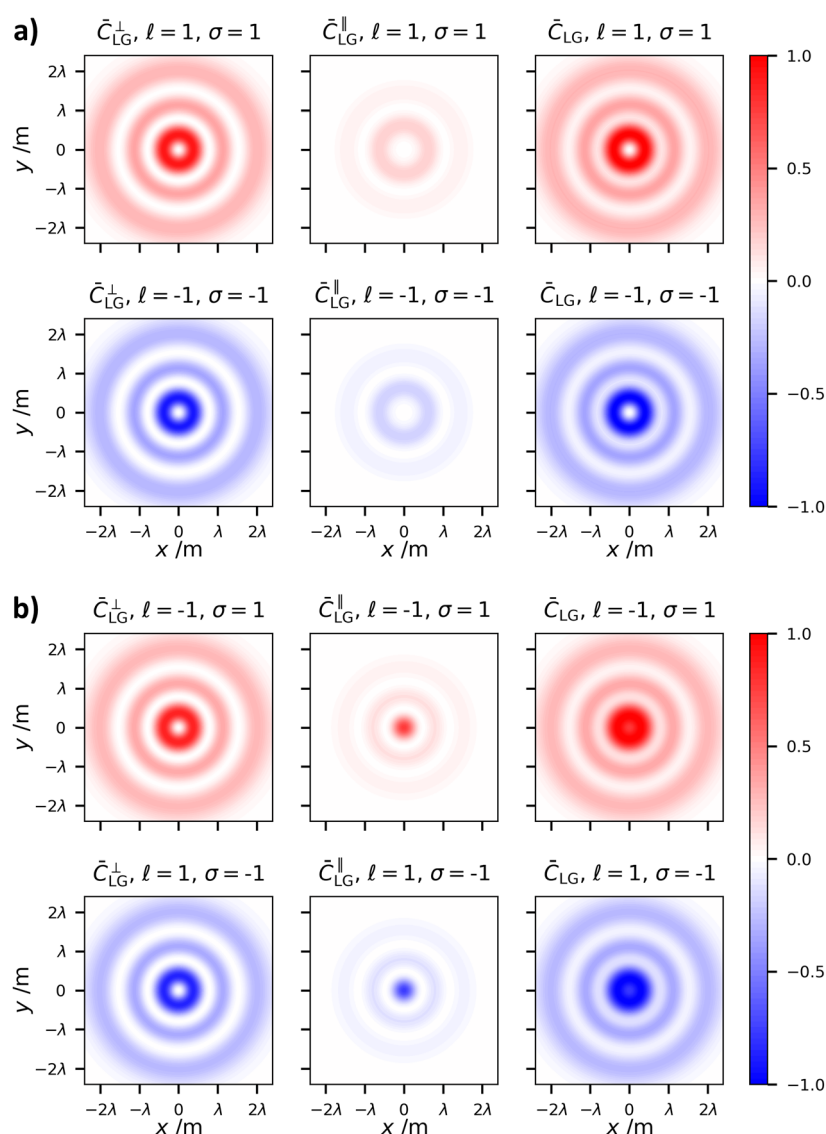 a)
C̄⊥LG, ℓ = 1, σ = 1
C̄∥LG, ℓ = 1, σ = 1
C̄LG, ℓ = 1, σ = 1
y /m
2λ
λ
0
−λ
−2λ
1.0
0.5
0.0
−0.5
−1.0
C̄⊥LG, ℓ = -1, σ = -1
C̄∥LG, ℓ = -1, σ = -1
C̄LG, ℓ = -1, σ = -1
y /m
2λ
λ
0
−λ
−2λ
−2λ −λ 0 λ 2λ
−2λ −λ 0 λ 2λ
−2λ −λ 0 λ 2λ
x /m
x /m
x /m
b)
C̄⊥LG, ℓ = -1, σ = 1
C̄∥LG, ℓ = -1, σ = 1
C̄LG, ℓ = -1, σ = 1
y /m
2λ
λ
0
−λ
−2λ
1.0
0.5
0.0
−0.5
−1.0
C̄⊥LG, ℓ = 1, σ = -1
C̄∥LG, ℓ = 1, σ = -1
C̄LG, ℓ = 1, σ = -1
y /m
2λ
λ
0
−λ
−2λ
−2λ −λ 0 λ 2λ
−2λ −λ 0 λ 2λ
−2λ −λ 0 λ 2λ
x /m
x /m
x /m